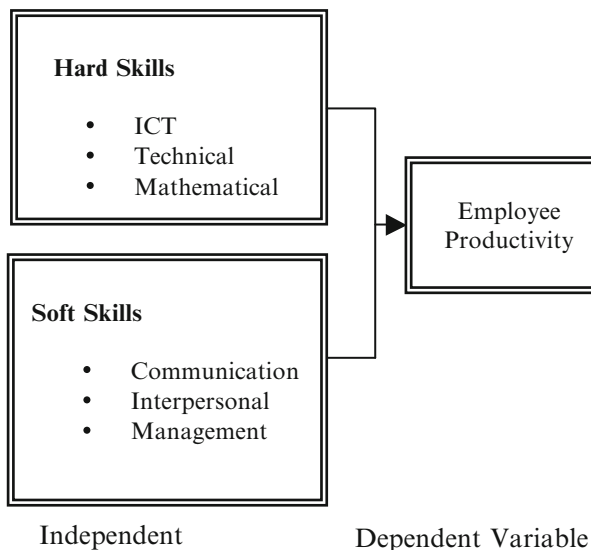 Hard Skills
• ICT
• Technical
• Mathematical
Employee
Productivity
Soft Skills
• Communication
• Interpersonal
• Management
Independent
Dependent Variable